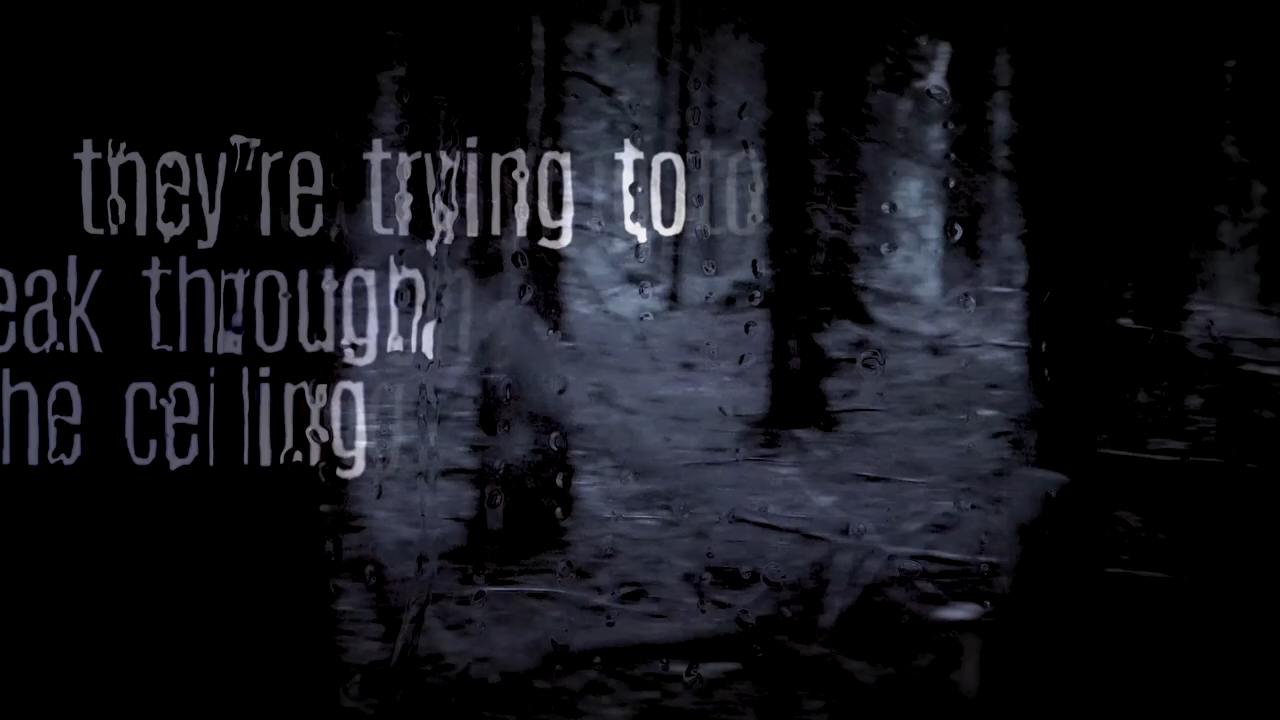 they're trying to
eak through
he ceiling